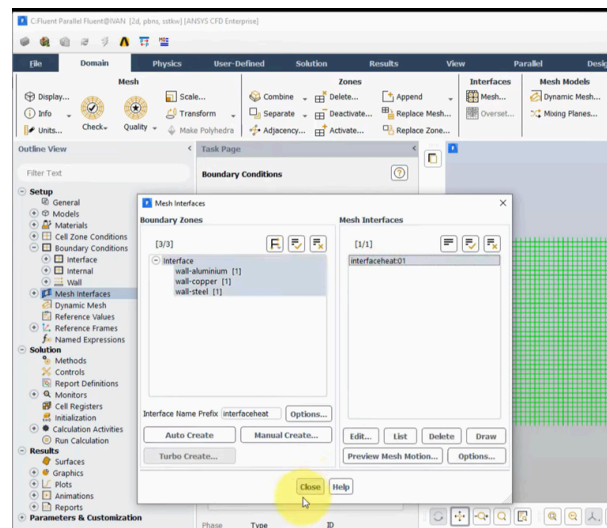 C:Fluent Parallel Fluent@IVAN [2d, pbns, sstkw] [ANSYS CFD Enterprise]
File Domain Physics User-Defined Solution Results View Parallel Desig
Mesh Zones Interfaces Mesh Models
Display... Scale... Combine Delete... Append Mesh... Dynamic Mesh...
Info Transform Separate Deactivate... Replace Mesh... Overset... Mixing Planes...
Units... Check Quality Make Polyhedra Adjacency... Activate... Replace Zone...
Outline View
Task Page
Filter Text
Boundary Conditions
Setup
General
Models
Materials
Cell Zone Conditions
Boundary Conditions
Interface
Internal
Wall
Mesh Interfaces
Dynamic Mesh
Reference Values
Reference Frames
Named Expressions
Solution
Methods
Controls
Report Definitions
Monitors
Cell Registers
Initialization
Calculation Activities
Run Calculation
Results
Surfaces
Graphics
Plots
Animations
Reports
Parameters & Customization
Mesh Interfaces
Boundary Zones
[3/3]
Interface
wall-aluminium [1]
wall-copper [1]
wall-steel [1]
Interface Name Prefix interfaceheat Options...
Auto Create Manual Create...
Turbo Create...
Mesh Interfaces
[1/1]
interfaceheat:01
Edit... List Delete Draw
Preview Mesh Motion... Options...
Close Help
Phase Type ID